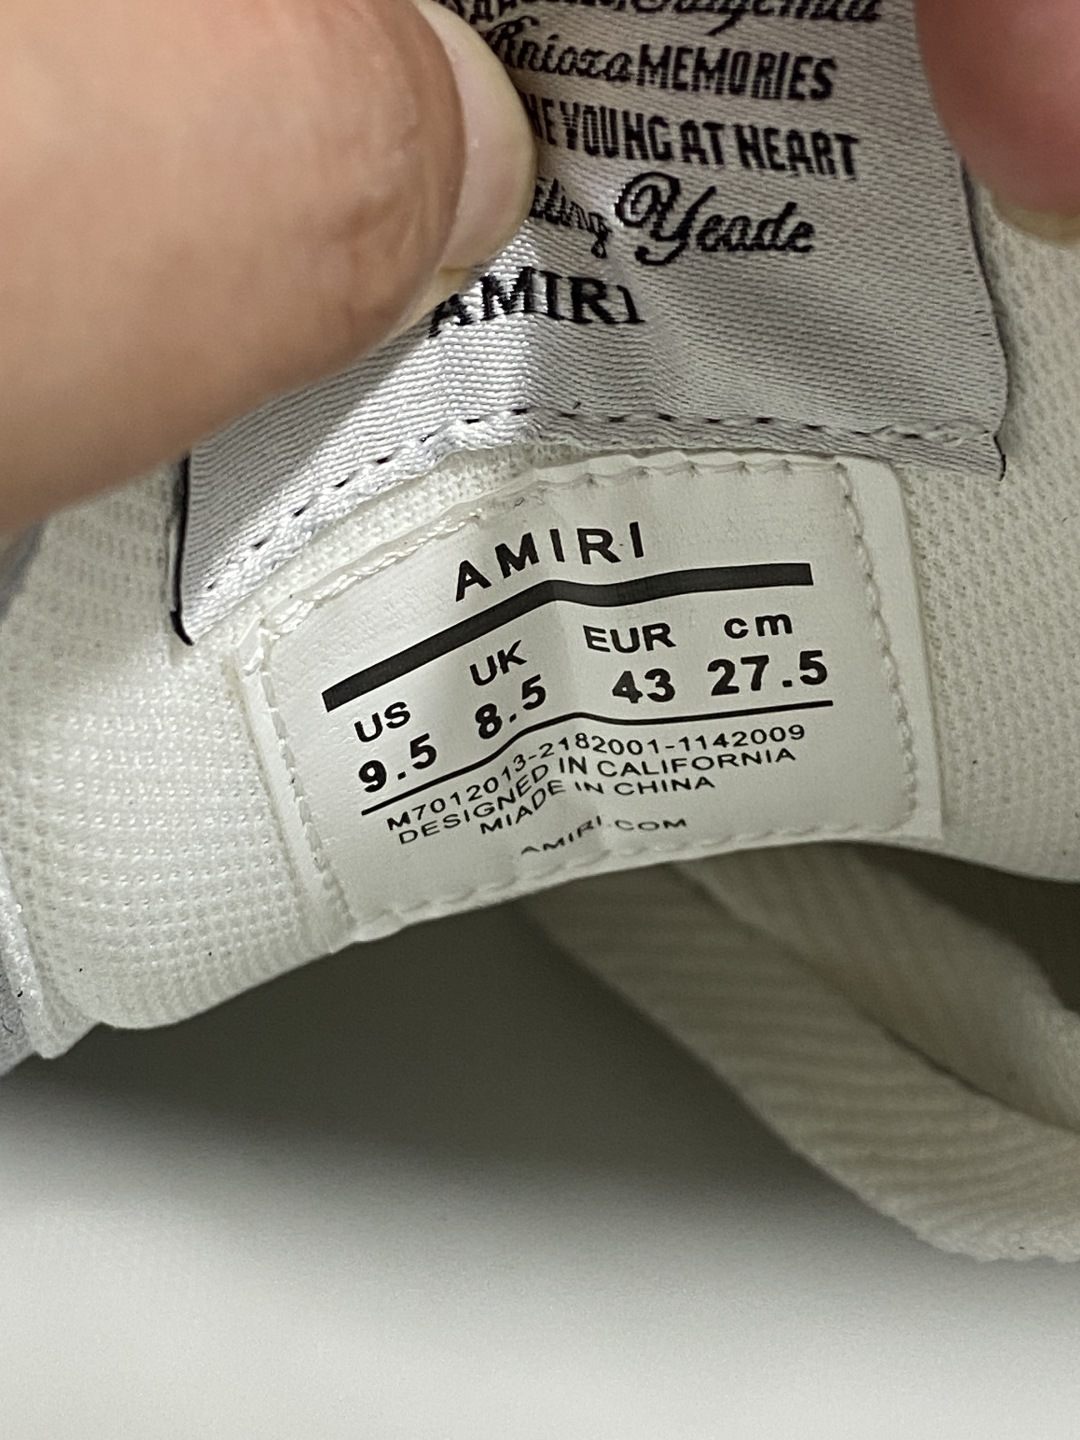 MEMORIES
YOUNG AT HEART
Yeade
AMIRI
AMIRI
US UK EUR cm
9.5 8.5 43 27.5
M7012013-2182001-1142009
DESIGNED IN CALIFORNIA
MIADE IN CHINA
AMIRI.COM